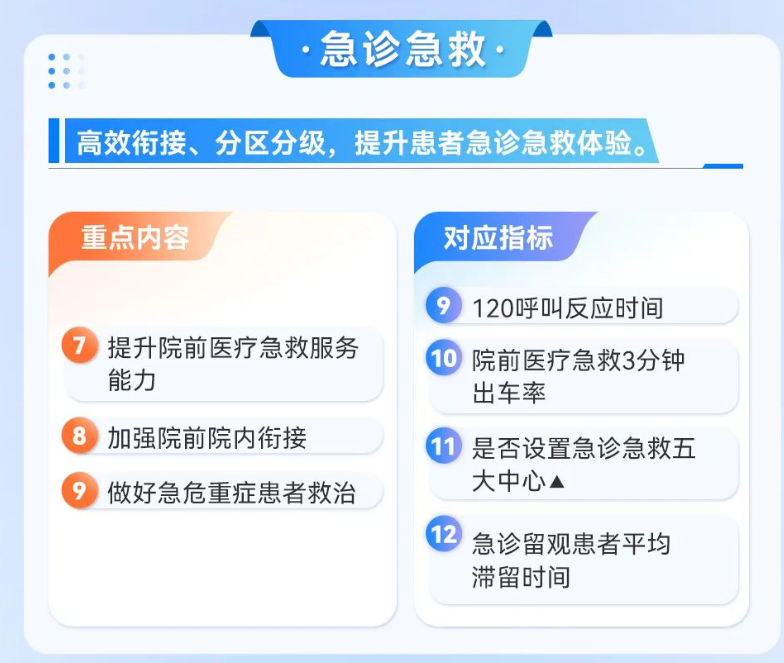 ·急诊急救·
高效衔接、分区分级，提升患者急诊急救体验。
重点内容
7 提升院前医疗急救服务
能力
8 加强院前院内衔接
9 做好急危重症患者救治
对应指标
9 120呼叫反应时间
10 院前医疗急救3分钟
出车率
11 是否设置急诊急救五
大中心▲
12 急诊留观患者平均
滞留时间